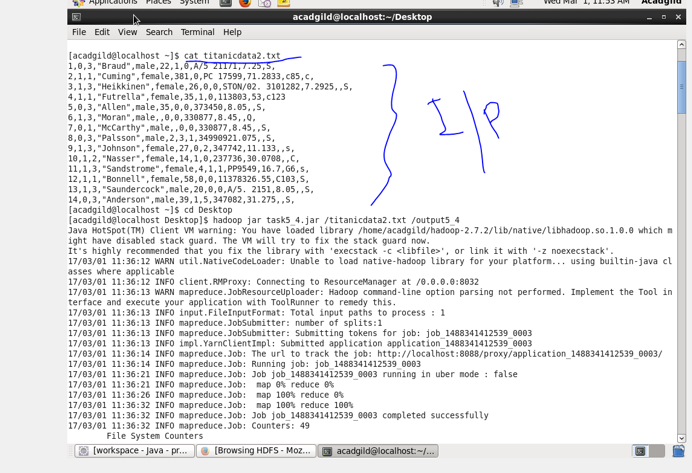 Applications Places System Wed Mar 1, 11:53 AM Acadgild
acadgild@localhost:~/Desktop
File Edit View Search Terminal Help
[acadgild@localhost ~]$ cat titanicdata2.txt
1,0,3,"Braud",male,22,1,0,A/5 21171,7.25,S,
2,1,1,"Cuming",female,381,0,PC 17599,71.2833,c85,c,
3,1,3,"Heikkinen",female,26,0,0,STON/02. 3101282,7.2925,,S,
4,1,1,"Futrella",female,35,1,0,113803,53,c123
5,0,3,"Allen",male,35,0,0,373450,8.05,,S,
6,1,3,"Moran",male,,0,0,330877,8.45,,Q,
7,0,1,"McCarthy",male,,0,0,330877,8.45,,S,
8,0,3,"Palsson",male,2,3,1,34990921.075,,S,
9,1,3,"Johnson",female,27,0,2,347742,11.133,,s,
10,1,2,"Nasser",female,14,1,0,237736,30.0708,,C,
11,1,3,"Sandstrome",female,4,1,1,PP9549,16.7,G6,s,
12,1,1,"Bonnell",female,58,0,0,11378326.55,C103,S,
13,1,3,"Saundercock",male,20,0,0,A/5. 2151,8.05,,S,
14,0,3,"Anderson",male,39,1,5,347082,31.275,,S,
I/P
[acadgild@localhost ~]$ cd Desktop
[acadgild@localhost Desktop]$ hadoop jar task5_4.jar /titanicdata2.txt /output5_4
Java HotSpot(TM) Client VM warning: You have loaded library /home/acadgild/hadoop-2.7.2/lib/native/libhadoop.so.1.0.0 which m
ight have disabled stack guard. The VM will try to fix the stack guard now.
It's highly recommended that you fix the library with 'execstack -c <libfile>', or link it with '-z noexecstack'.
17/03/01 11:36:12 WARN util.NativeCodeLoader: Unable to load native-hadoop library for your platform... using builtin-java cl
asses where applicable
17/03/01 11:36:12 INFO client.RMProxy: Connecting to ResourceManager at /0.0.0.0:8032
17/03/01 11:36:13 WARN mapreduce.JobResourceUploader: Hadoop command-line option parsing not performed. Implement the Tool in
terface and execute your application with ToolRunner to remedy this.
17/03/01 11:36:13 INFO input.FileInputFormat: Total input paths to process : 1
17/03/01 11:36:13 INFO mapreduce.JobSubmitter: number of splits:1
17/03/01 11:36:13 INFO mapreduce.JobSubmitter: Submitting tokens for job: job_1488341412539_0003
17/03/01 11:36:13 INFO impl.YarnClientImpl: Submitted application application_1488341412539_0003
17/03/01 11:36:14 INFO mapreduce.Job: The url to track the job: http://localhost:8088/proxy/application_1488341412539_0003/
17/03/01 11:36:14 INFO mapreduce.Job: Running job: job_1488341412539_0003
17/03/01 11:36:21 INFO mapreduce.Job: Job job_1488341412539_0003 running in uber mode : false
17/03/01 11:36:21 INFO mapreduce.Job:  map 0% reduce 0%
17/03/01 11:36:26 INFO mapreduce.Job:  map 100% reduce 0%
17/03/01 11:36:32 INFO mapreduce.Job:  map 100% reduce 100%
17/03/01 11:36:32 INFO mapreduce.Job: Job job_1488341412539_0003 completed successfully
17/03/01 11:36:32 INFO mapreduce.Job: Counters: 49
File System Counters
[workspace - Java - pr... [Browsing HDFS - Moz... acadgild@localhost:~/...